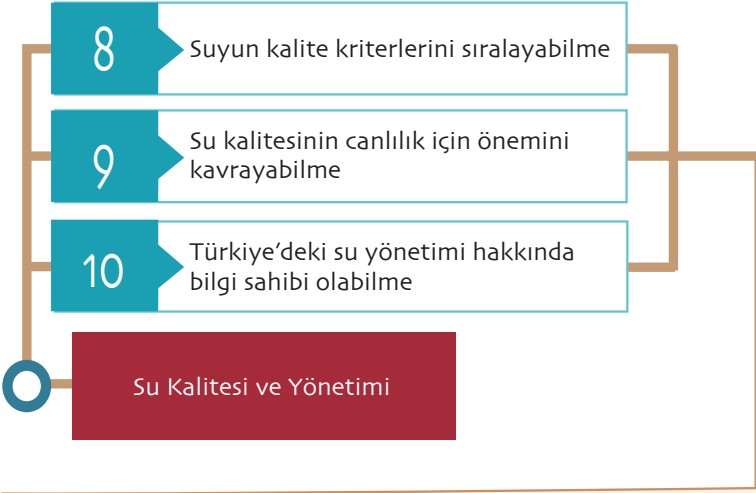 8
Suyun kalite kriterlerini sıralayabilme
9
Su kalitesinin canlılık için önemini
kavrayabilme
10
Türkiye’deki su yönetimi hakkında
bilgi sahibi olabilme
Su Kalitesi ve Yönetimi